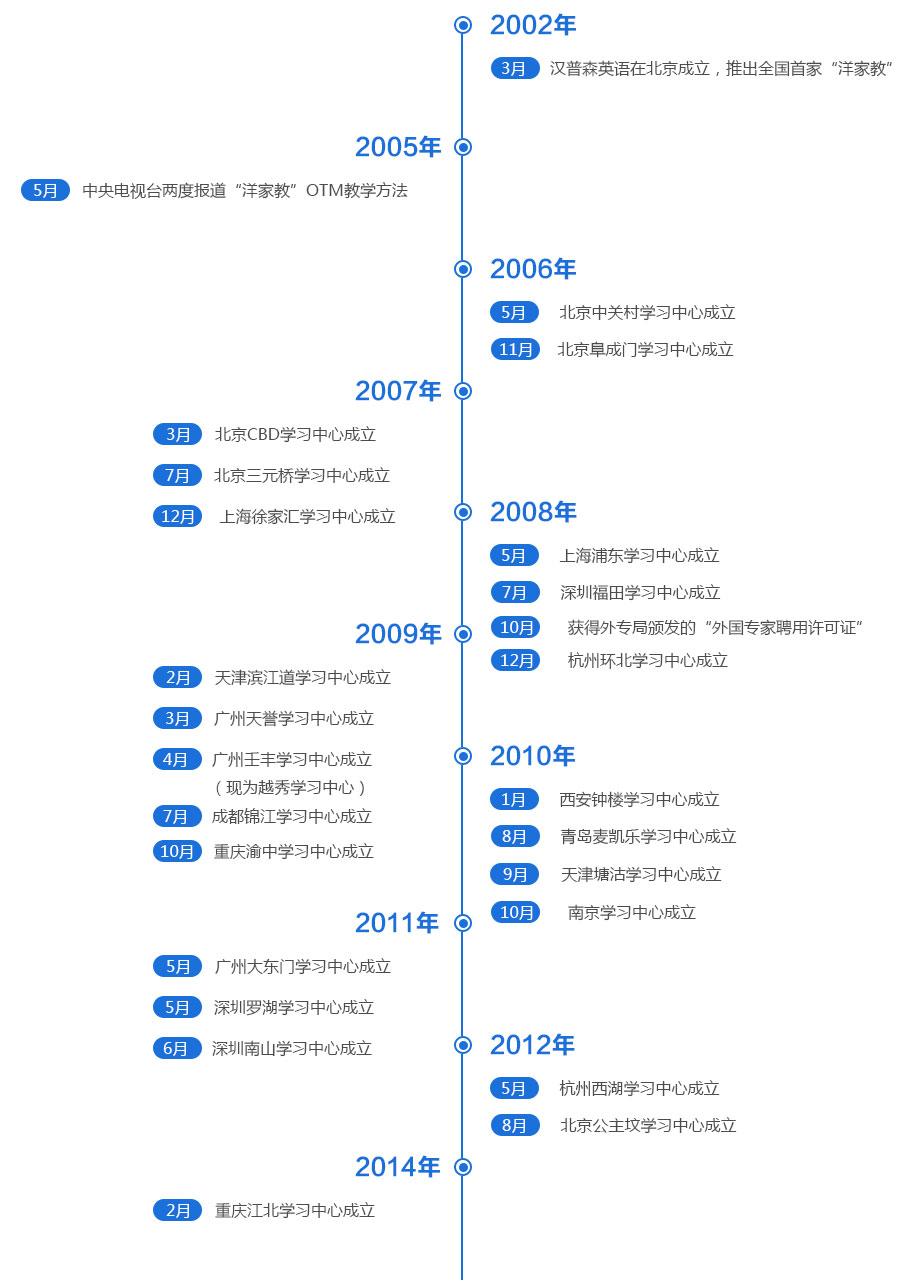 2002年
3月 汉普森英语在北京成立，推出全国首家“洋家教”
2005年
5月 中央电视台两度报道“洋家教”OTM教学方法
2006年
5月 北京中关村学习中心成立
11月 北京阜成门学习中心成立
2007年
3月 北京CBD学习中心成立
7月 北京三元桥学习中心成立
12月 上海徐家汇学习中心成立
2008年
5月 上海浦东学习中心成立
7月 深圳福田学习中心成立
10月 获得外专局颁发的“外国专家聘用许可证”
12月 杭州环北学习中心成立
2009年
2月 天津滨江道学习中心成立
3月 广州天誉学习中心成立
4月 广州壬丰学习中心成立
（现为越秀学习中心）
7月 成都锦江学习中心成立
10月 重庆渝中学习中心成立
2010年
1月 西安钟楼学习中心成立
8月 青岛麦凯乐学习中心成立
9月 天津塘沽学习中心成立
10月 南京学习中心成立
2011年
5月 广州大东门学习中心成立
5月 深圳罗湖学习中心成立
6月 深圳南山学习中心成立
2012年
5月 杭州西湖学习中心成立
8月 北京公主坟学习中心成立
2014年
2月 重庆江北学习中心成立